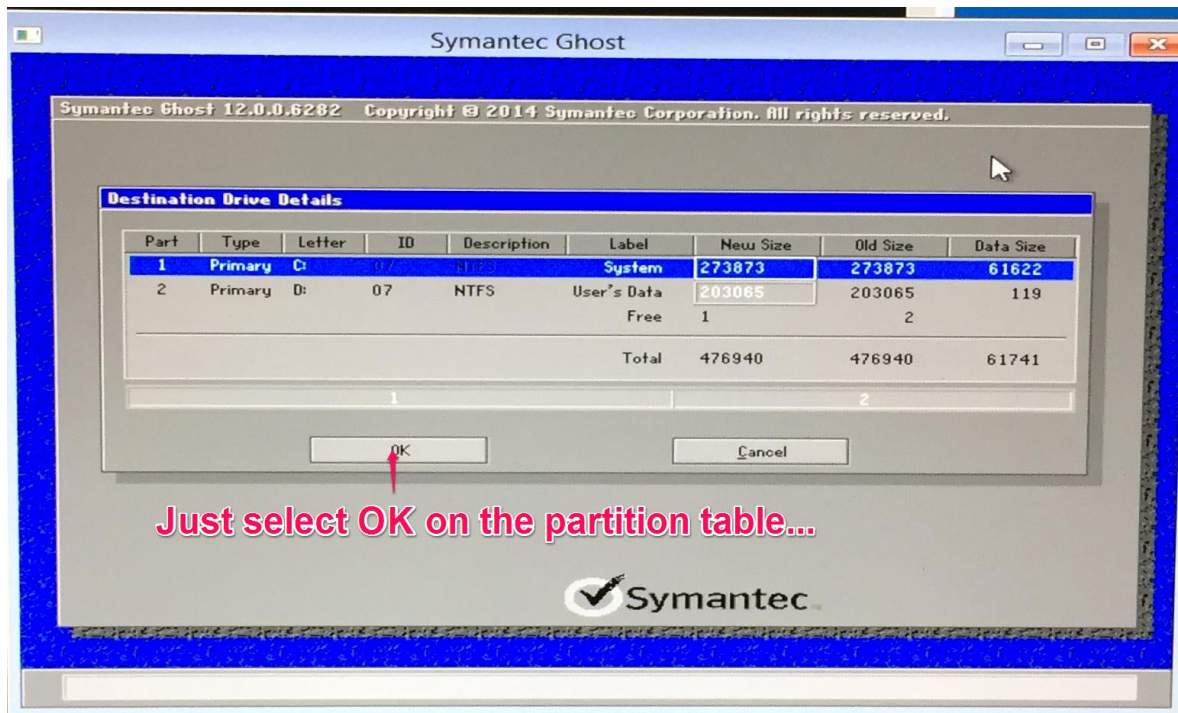 Symantec Ghost
Symantec Ghost 12.0.0.6282 Copyright © 2014 Symantec Corporation. All rights reserved.
Destination Drive Details
Part Type Letter ID Description Label New Size Old Size Data Size
1 Primary C: 07 NTFS System 273873 273873 61622
2 Primary D: 07 NTFS User's Data 203065 203065 119
Free 1 2
Total 476940 476940 61741
1 2
OK Cancel
Just select OK on the partition table...
Symantec